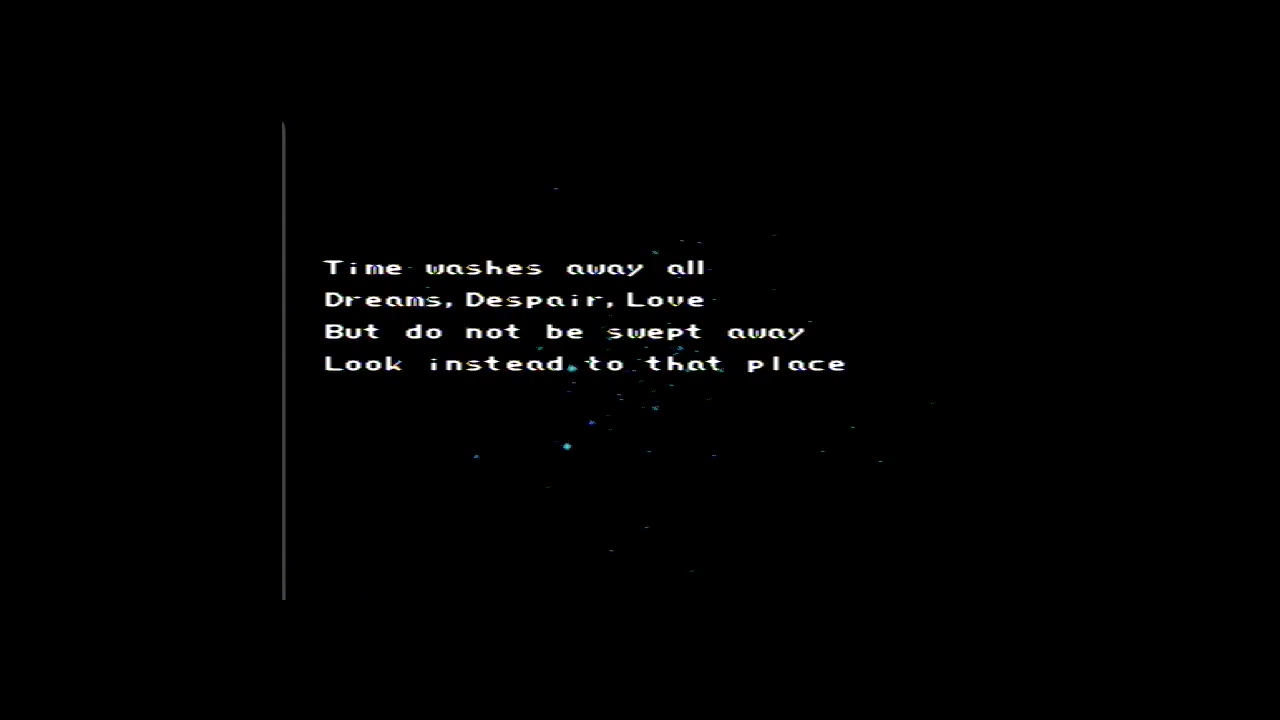 Time washes away all
Dreams, Despair, Love
But do not be swept away
Look instead to that place